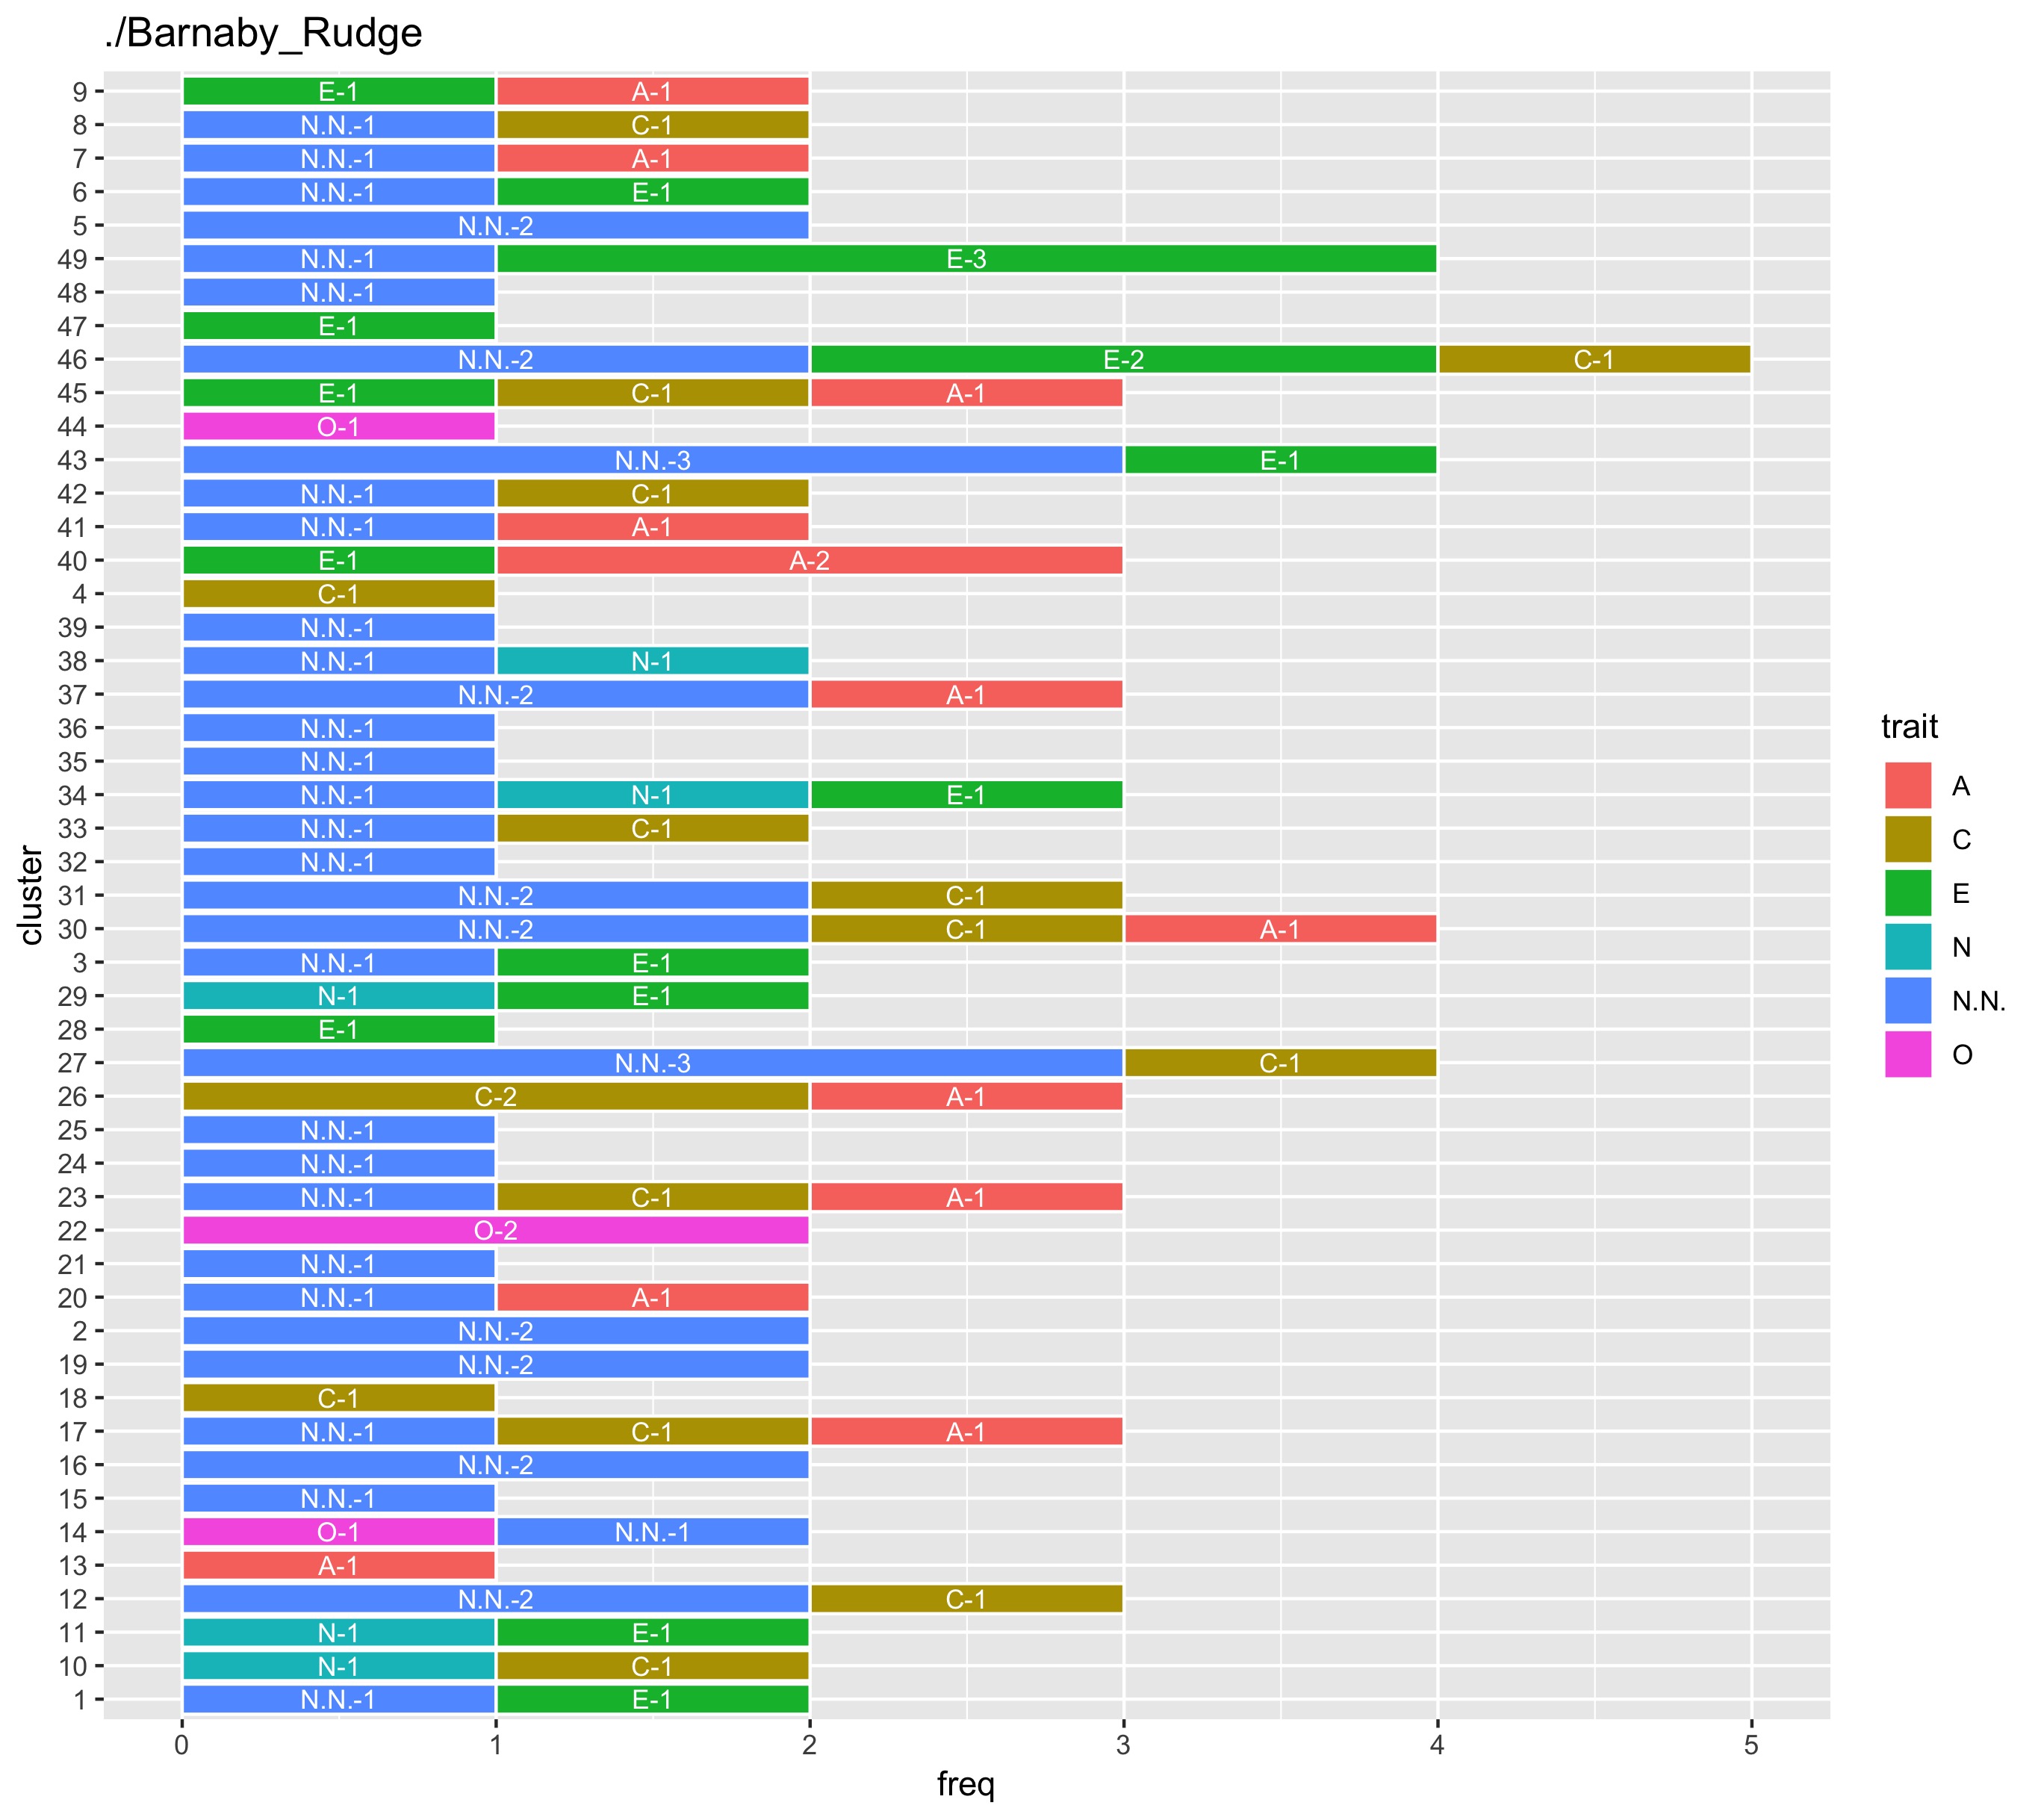 ./Barnaby_Rudge
9 E-1 A-1
8 N.N.-1 C-1
7 N.N.-1 A-1
6 N.N.-1 E-1
5 N.N.-2
49 N.N.-1 E-3
48 N.N.-1
47 E-1
46 N.N.-2 E-2 C-1
45 E-1 C-1 A-1
44 O-1
43 N.N.-3 E-1
42 N.N.-1 C-1
41 N.N.-1 A-1
40 E-1 A-2
4 C-1
39 N.N.-1
38 N.N.-1 N-1
37 N.N.-2 A-1
36 N.N.-1
35 N.N.-1
34 N.N.-1 N-1 E-1
33 N.N.-1 C-1
32 N.N.-1
31 N.N.-2 C-1
30 N.N.-2 C-1 A-1
3 N.N.-1 E-1
29 N-1 E-1
28 E-1
27 N.N.-3 C-1
26 C-2 A-1
25 N.N.-1
24 N.N.-1
23 N.N.-1 C-1 A-1
22 O-2
21 N.N.-1
20 N.N.-1 A-1
2 N.N.-2
19 N.N.-2
18 C-1
17 N.N.-1 C-1 A-1
16 N.N.-2
15 N.N.-1
14 O-1 N.N.-1
13 A-1
12 N.N.-2 C-1
11 N-1 E-1
10 N-1 C-1
1 N.N.-1 E-1
0 1 2 3 4 5
freq
cluster
trait
A
C
E
N
N.N.
O